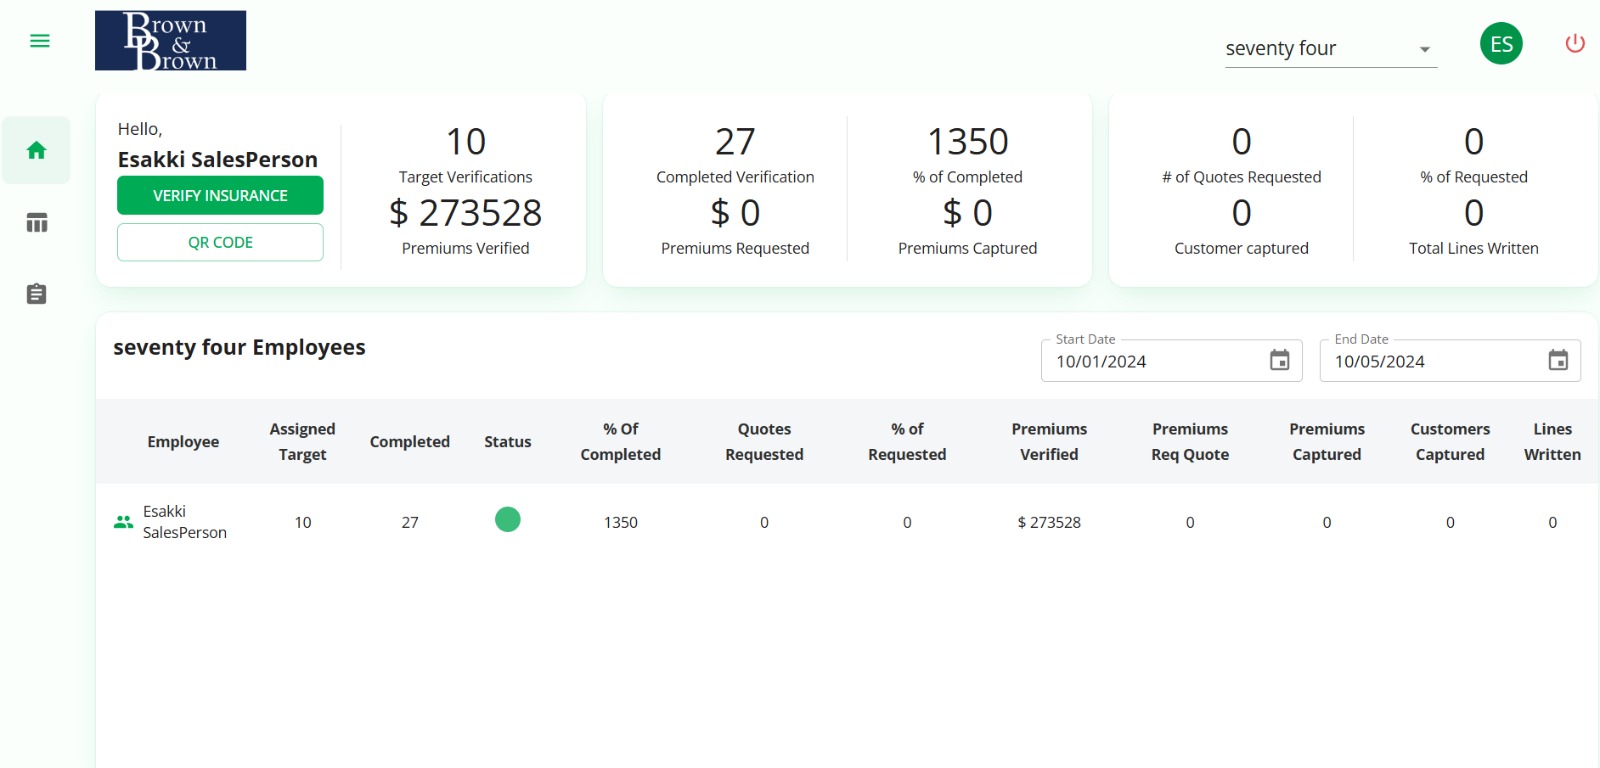 Brown
&
Brown
seventy four
ES
Hello,
Esakki SalesPerson
VERIFY INSURANCE
QR CODE
10
Target Verifications
$ 273528
Premiums Verified
27
Completed Verification
$ 0
Premiums Requested
1350
% of Completed
$ 0
Premiums Captured
0
# of Quotes Requested
0
Customer captured
0
% of Requested
0
Total Lines Written
seventy four Employees
Start Date
10/01/2024
End Date
10/05/2024
Employee
Assigned
Target
Completed
Status
% Of
Completed
Quotes
Requested
% of
Requested
Premiums
Verified
Premiums
Req Quote
Premiums
Captured
Customers
Captured
Lines
Written
Esakki
SalesPerson
10
27
1350
0
0
$ 273528
0
0
0
0